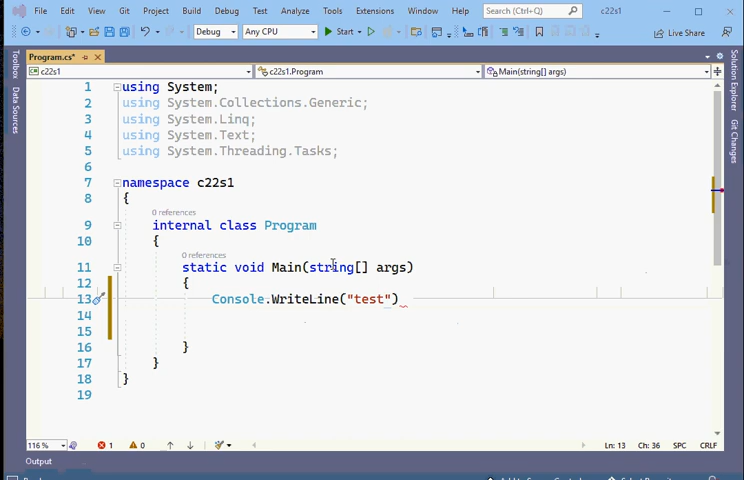 File Edit View Git Project Build Debug
Test Analyze Tools Extensions Window Help Search (Ctrl+Q) c22s1
Debug Any CPU Start Live Share
Program.cs*
c22s1 c22s1.Program Main(string[] args)
Toolbox
Data Sources
Solution Explorer
Git Changes
1 using System;
2 using System.Collections.Generic;
3 using System.Linq;
4 using System.Text;
5 using System.Threading.Tasks;
6
7 namespace c22s1
8 {
0 references
9 internal class Program
10 {
0 references
11 static void Main(string[] args)
12 {
13 Console.WriteLine("test")
14
15
16 }
17 }
18 }
19
116 % 1 0 Ln: 13 Ch: 36 SPC CRLF
Output